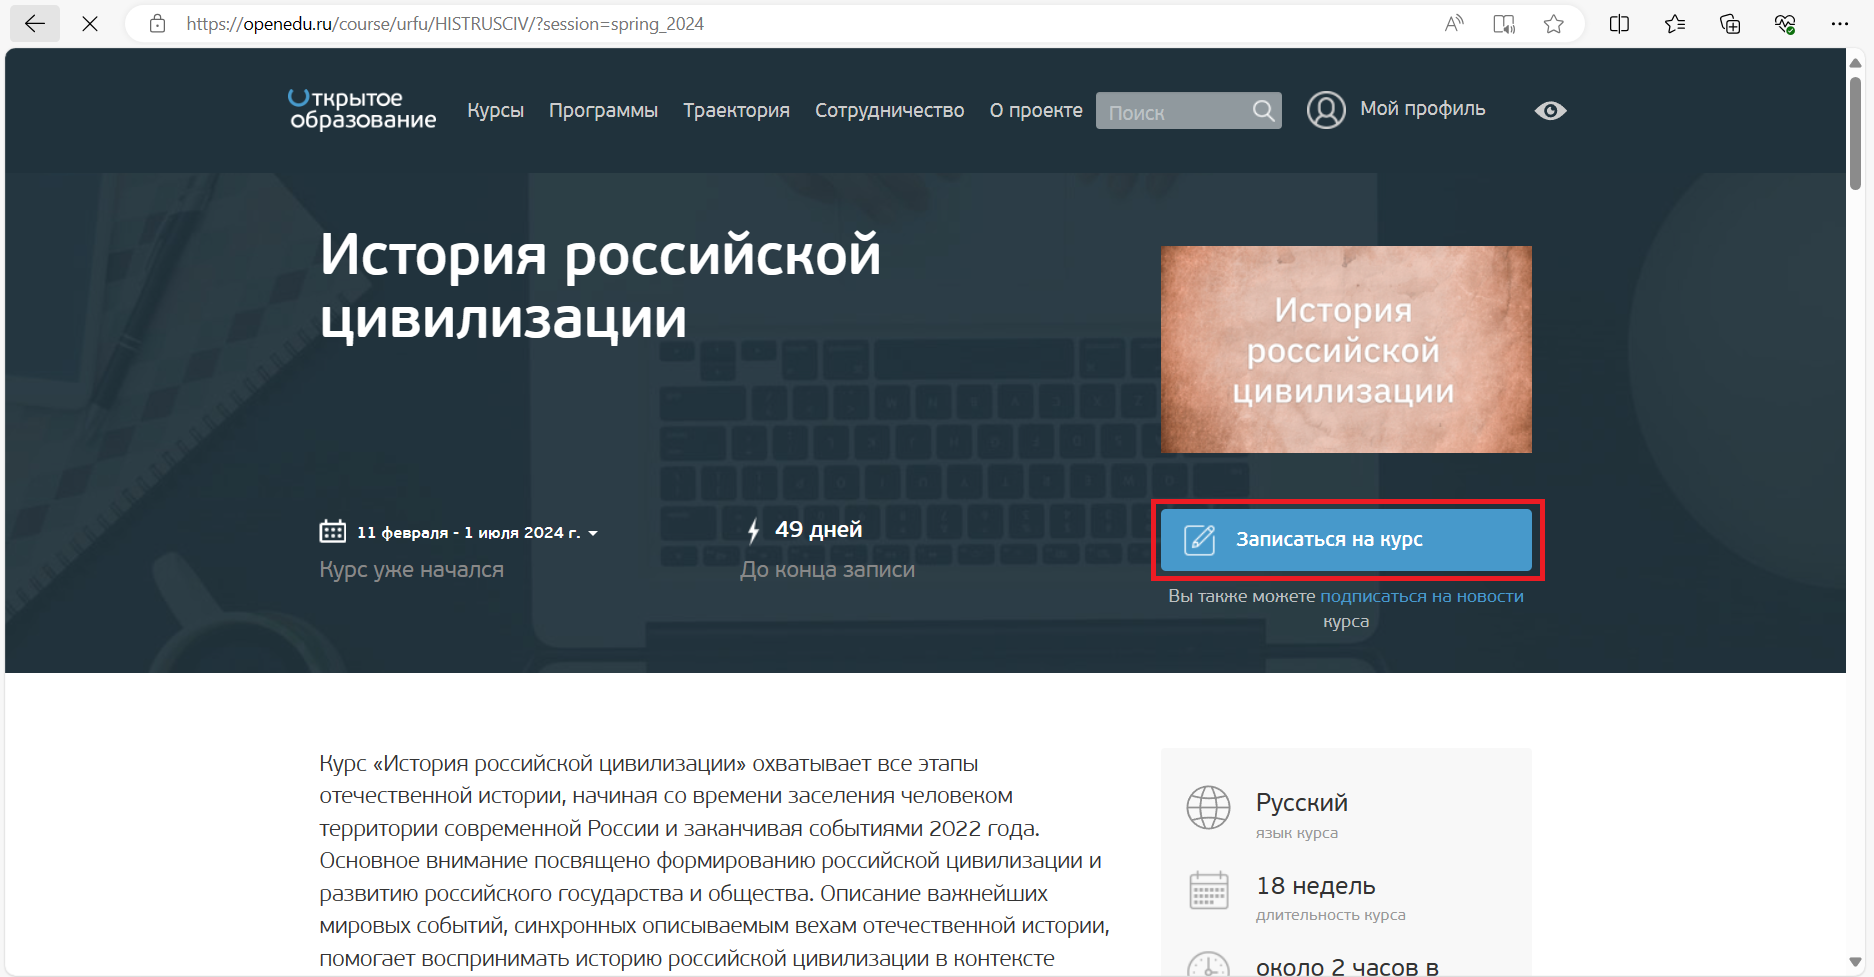 https://openedu.ru/course/urfu/HISTRUSCIV/?session=spring_2024
Открытое
образование
Курсы
Программы
Траектория
Сотрудничество
О проекте
Поиск
Мой профиль
История российской
цивилизации
История
российской
цивилизации
11 февраля - 1 июля 2024 г.
Курс уже начался
49 дней
До конца записи
Записаться на курс
Вы также можете подписаться на новости
курса
Курс «История российской цивилизации» охватывает все этапы
отечественной истории, начиная со времени заселения человеком
территории современной России и заканчивая событиями 2022 года.
Основное внимание посвящено формированию российской цивилизации и
развитию российского государства и общества. Описание важнейших
мировых событий, синхронных описываемым вехам отечественной истории,
помогает воспринимать историю российской цивилизации в контексте
Русский
язык курса
18 недель
длительность курса
около 2 часов в